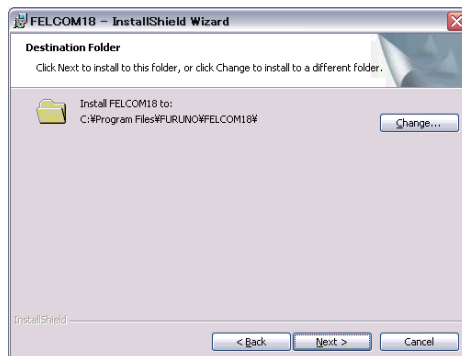 FELCOM18 - InstallShield Wizard
Destination Folder
Click Next to install to this folder, or click Change to install to a different folder.
Install FELCOM18 to:
C:¥Program Files¥FURUNO¥FELCOM18¥
Change...
InstallShield
< Back
Next >
Cancel